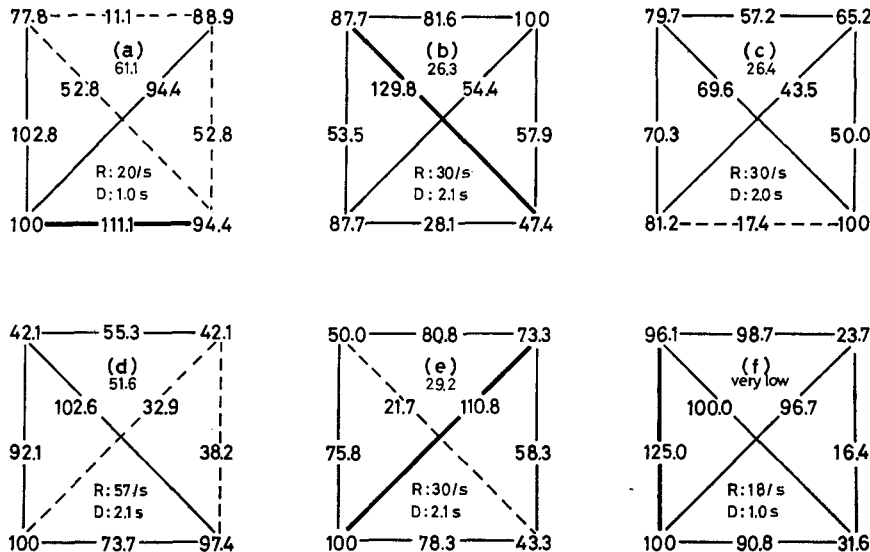 77.8 11.1 88.9
(a)
61.1
52.8 94.4
102.8 52.8
R:20/s
D:1.0s
100 111.1 94.4
87.7 81.6 100
(b)
26.3
129.8 54.4
53.5 57.9
R:30/s
D:2.1s
87.7 28.1 47.4
79.7 57.2 65.2
(c)
26.4
69.6 43.5
70.3 50.0
R:30/s
D:2.0s
81.2 17.4 100
42.1 55.3 42.1
(d)
51.6
102.6 32.9
92.1 38.2
R:57/s
D:2.1s
100 73.7 97.4
50.0 80.8 73.3
(e)
29.2
21.7 110.8
75.8 58.3
R:30/s
D:2.1s
100 78.3 43.3
96.1 98.7 23.7
(f)
very low
100.0 96.7
125.0 16.4
R:18/s
D:1.0s
100 90.8 31.6